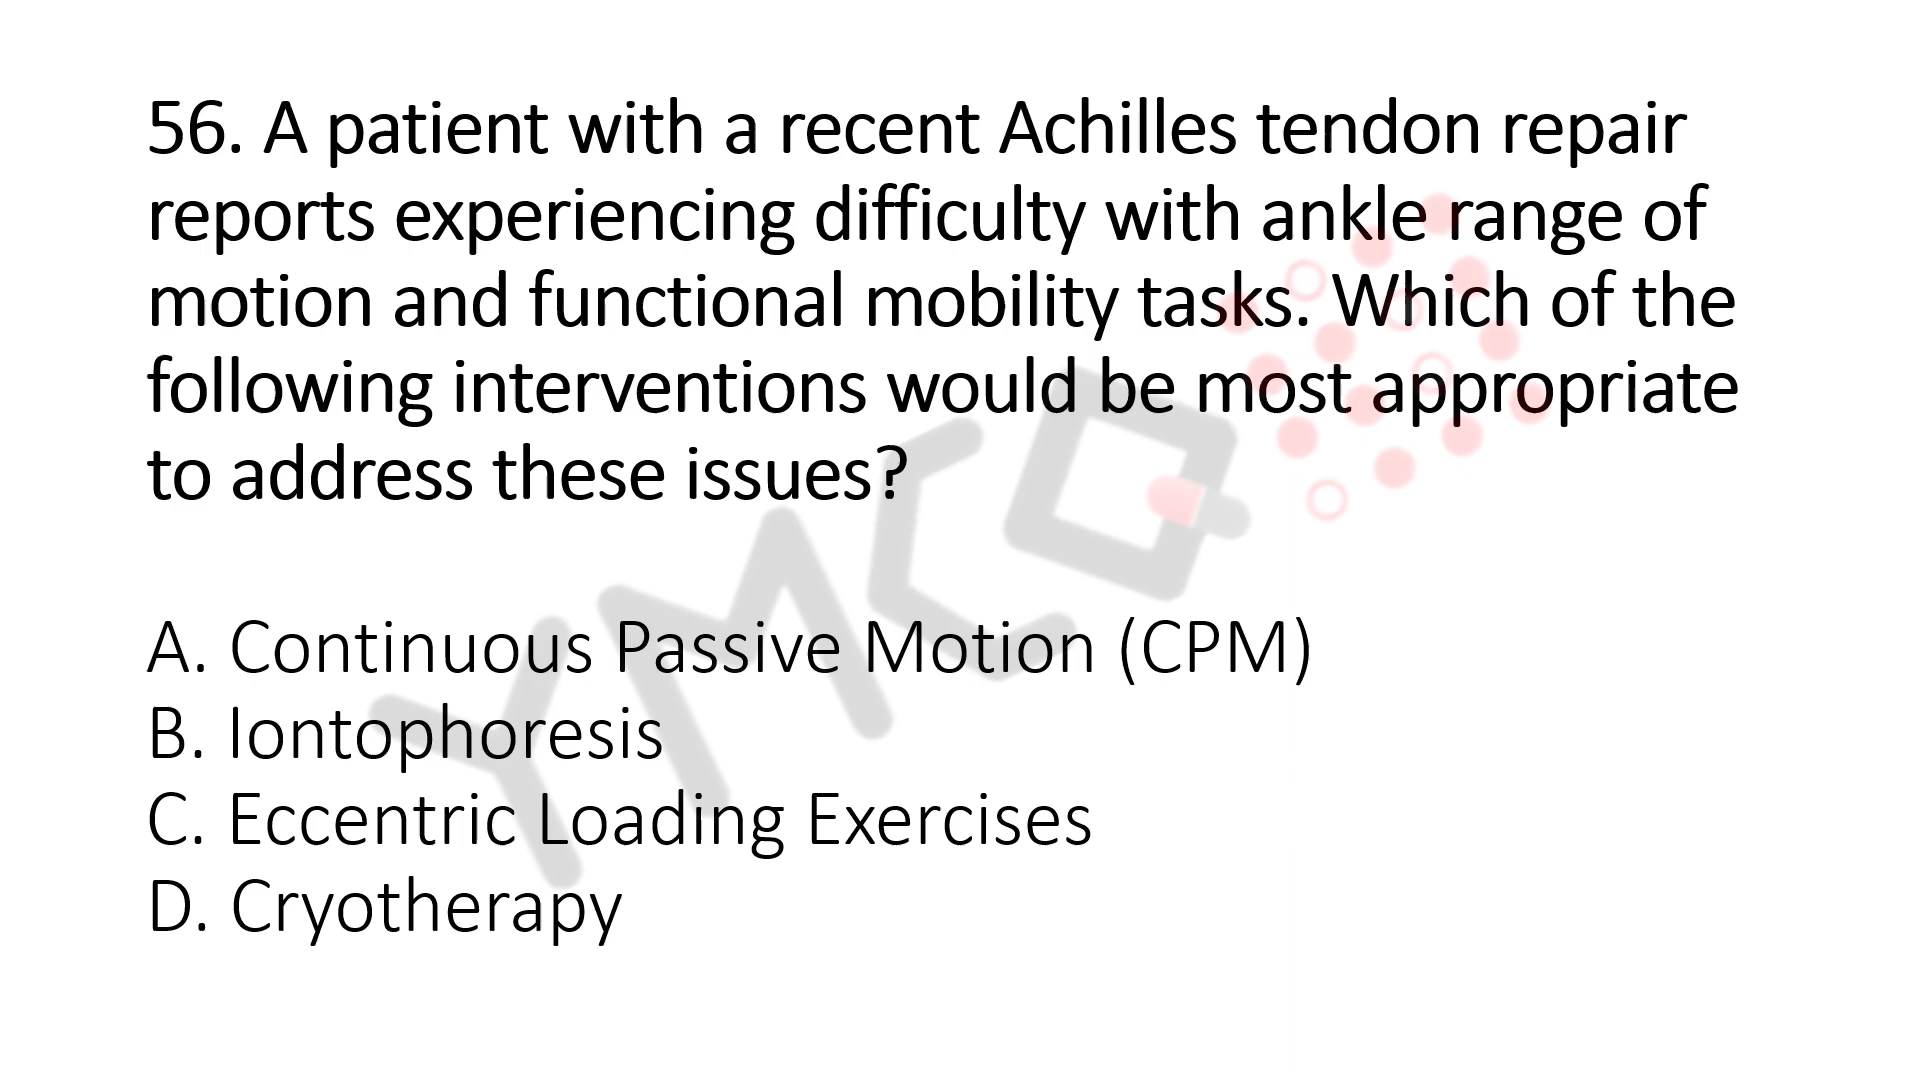 56. A patient with a recent Achilles tendon repair
reports experiencing difficulty with ankle range of
motion and functional mobility tasks. Which of the
following interventions would be most appropriate
to address these issues?
A. Continuous Passive Motion (CPM)
B. Iontophoresis
C. Eccentric Loading Exercises
D. Cryotherapy
YMCQ